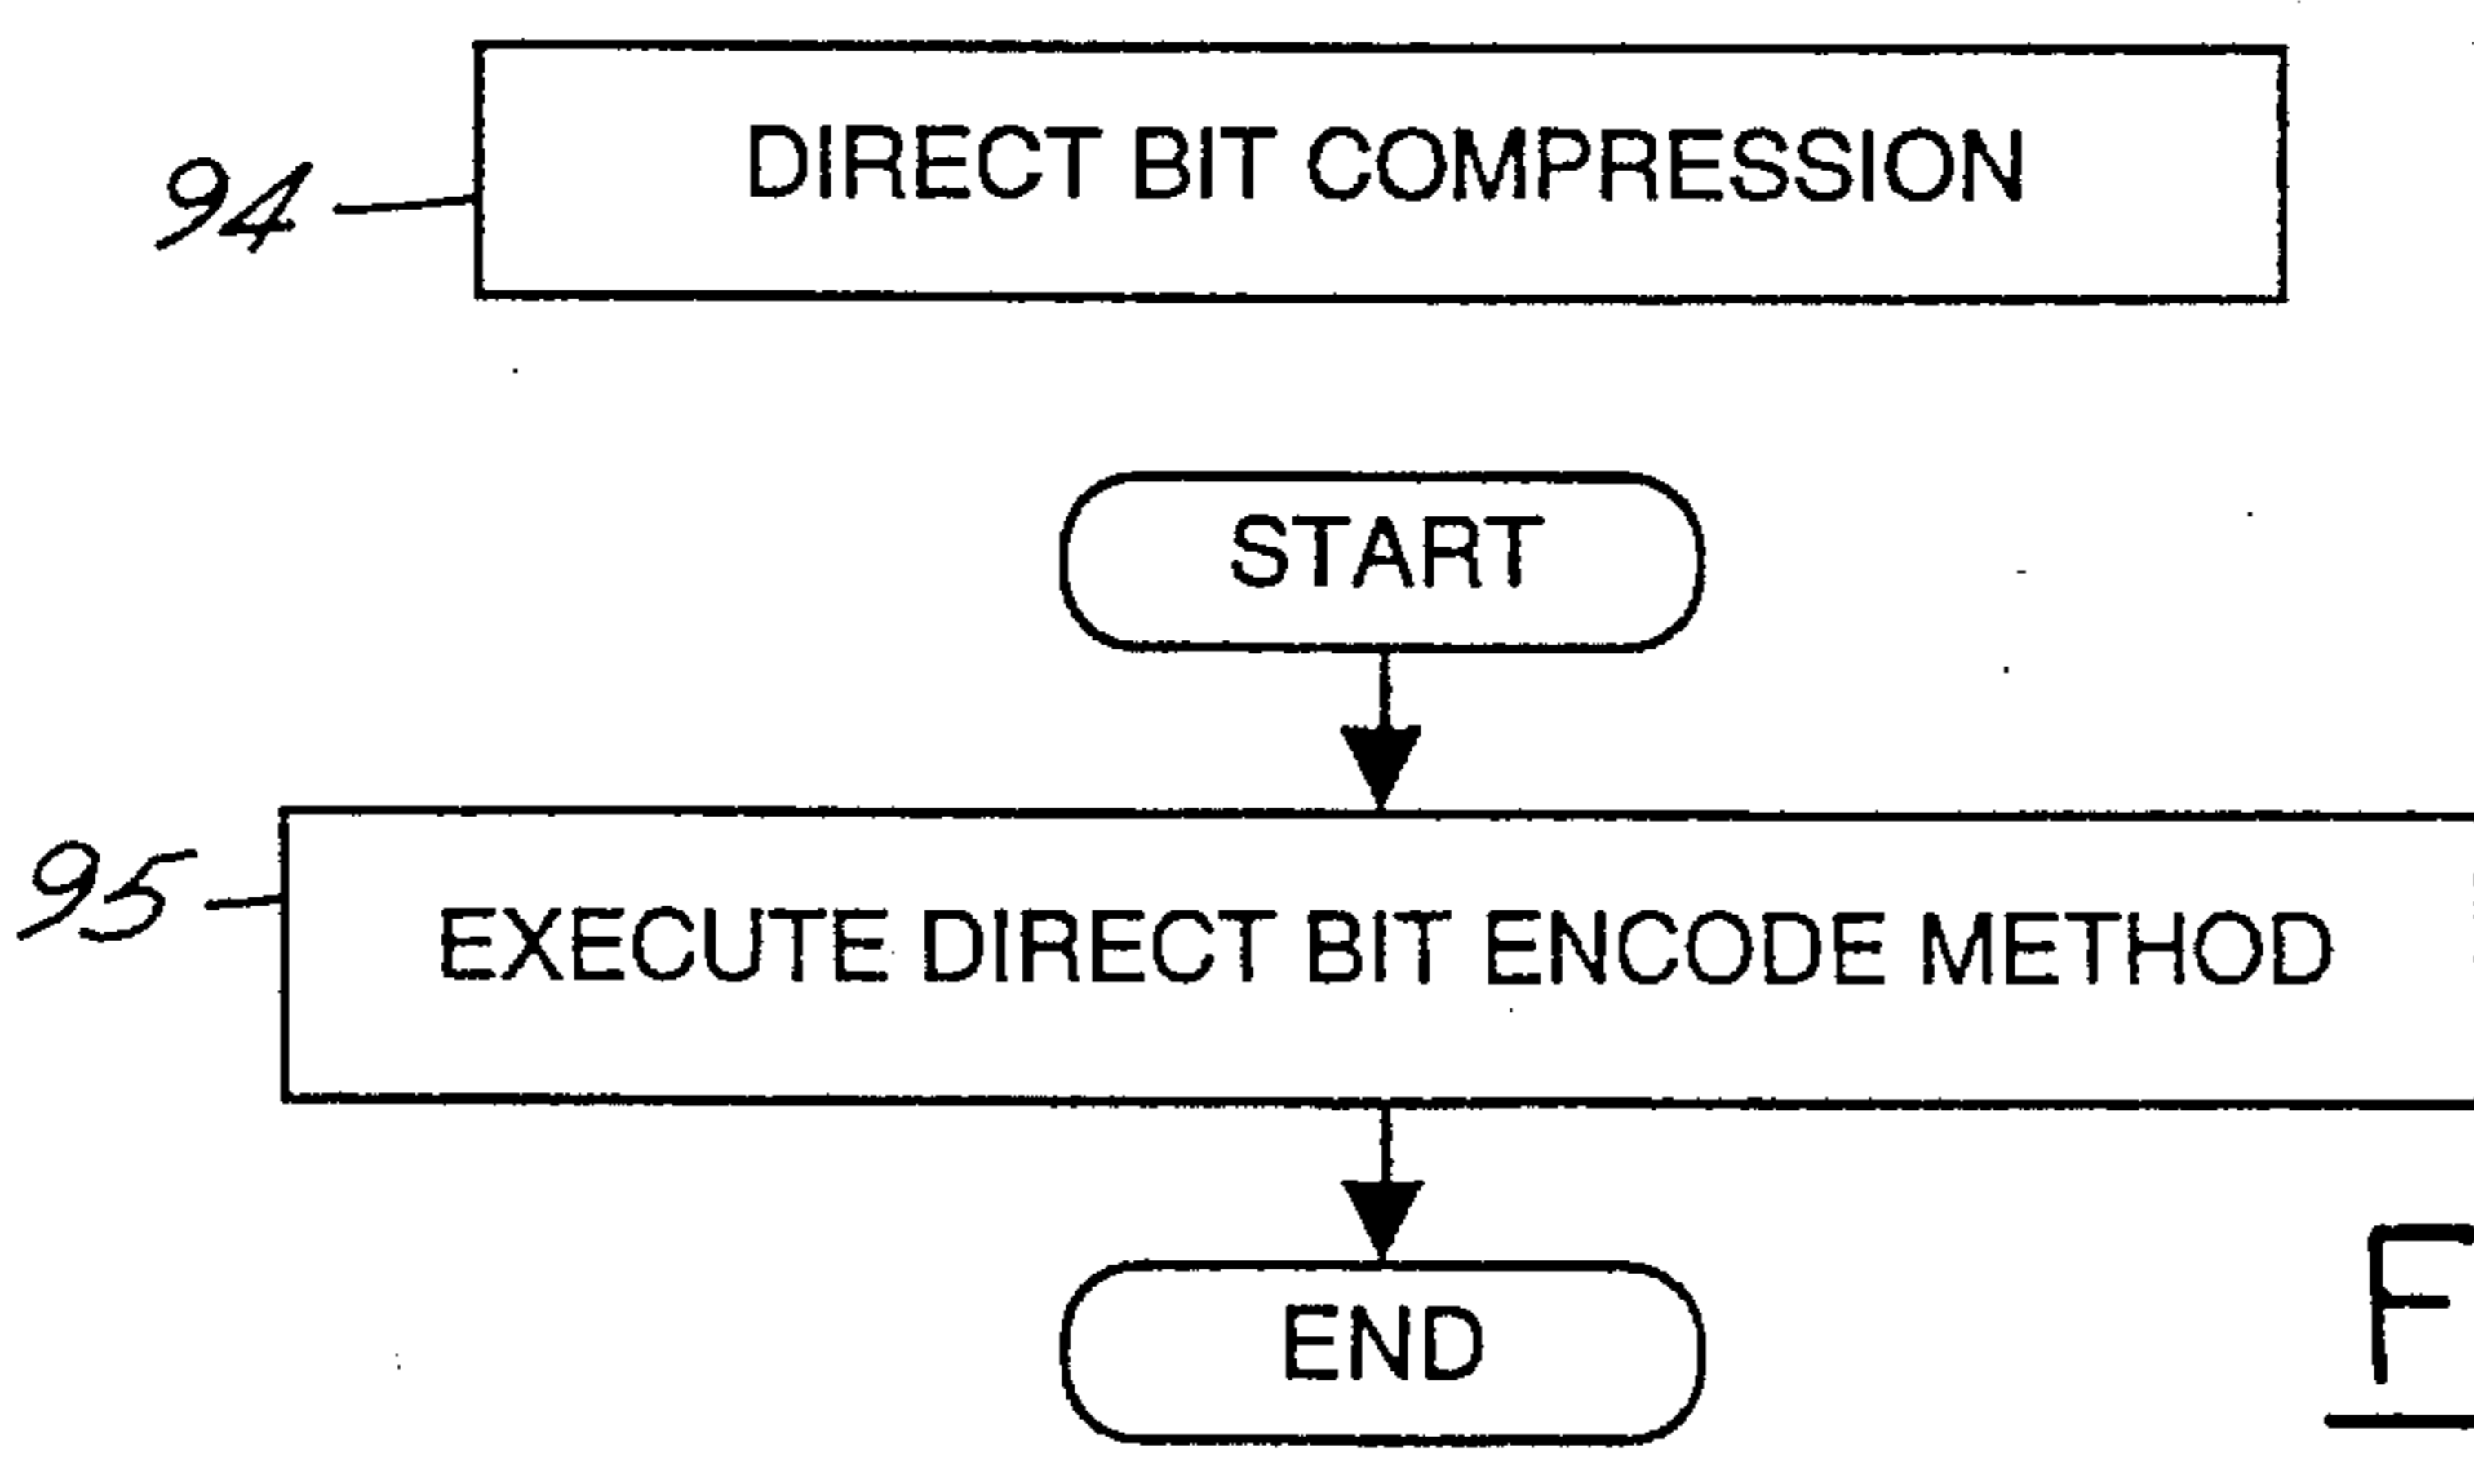 94
DIRECT BIT COMPRESSION
START
95
EXECUTE DIRECT BIT ENCODE METHOD
END
F